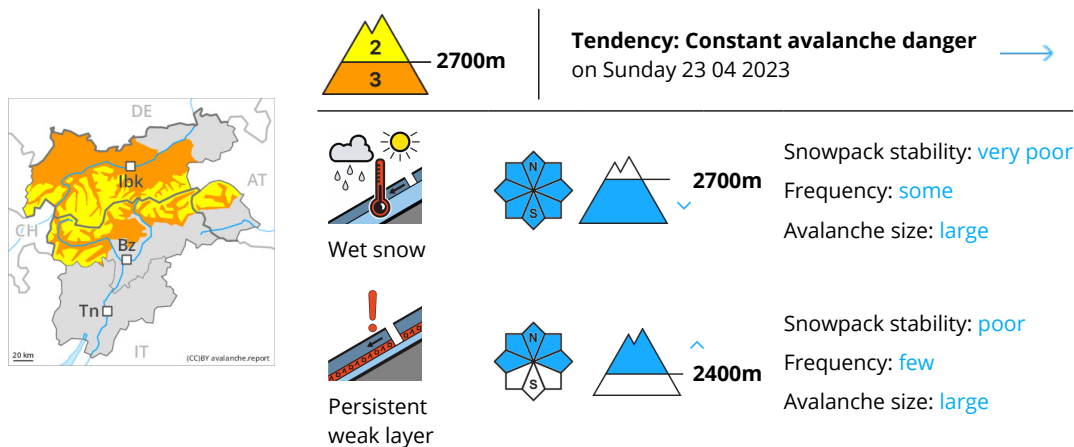 2
3
2700m
Tendency: Constant avalanche danger
on Sunday 23 04 2023
DE
Ibk
AT
CH
Bz
Tn
IT
20 km
(CC)BY avalanche.report
Wet snow
N
S
2700m
Snowpack stability: very poor
Frequency: some
Avalanche size: large
Persistent
weak layer
N
S
2400m
Snowpack stability: poor
Frequency: few
Avalanche size: large